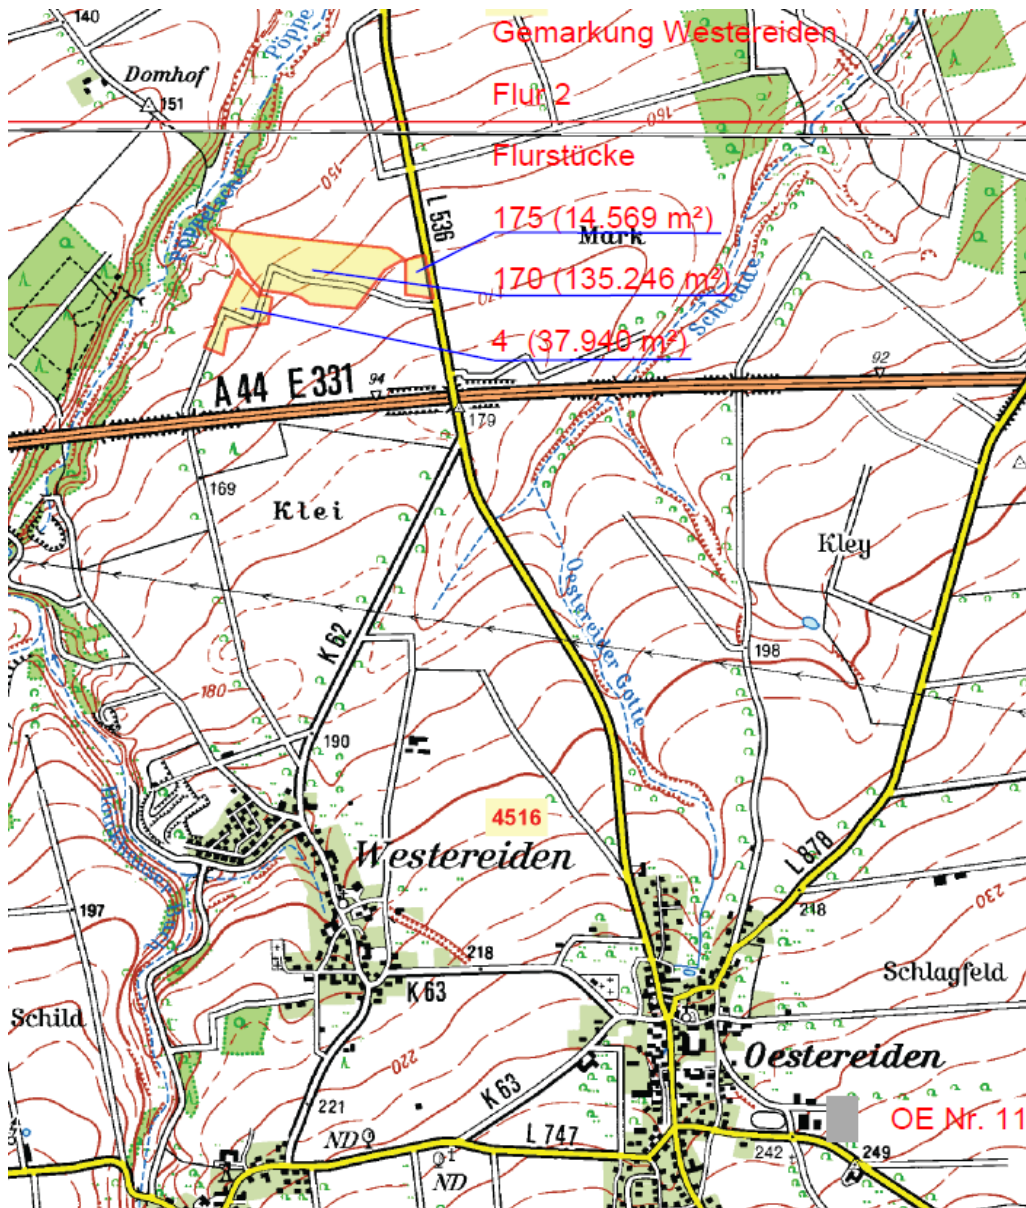 140
Pöppe
Gemarkung Westereiden
Domhof
151
Flur 2
160
Flurstücke
150
Pöppelsche
L 536
175 (14.569 m²)
Mark
170 (135.246 m²)
Schledde
4 (37.940 m²)
A 44 E 331
94
92
179
169
Klei
Kley
Oestereider Gotte
K 62
198
180
190
4516
Westereiden
L 878
218
230
197
218
K 63
Schlagfeld
Schild
Oestereiden
220
K 63
221
OE Nr. 11
ND
L 747
242
249
ND